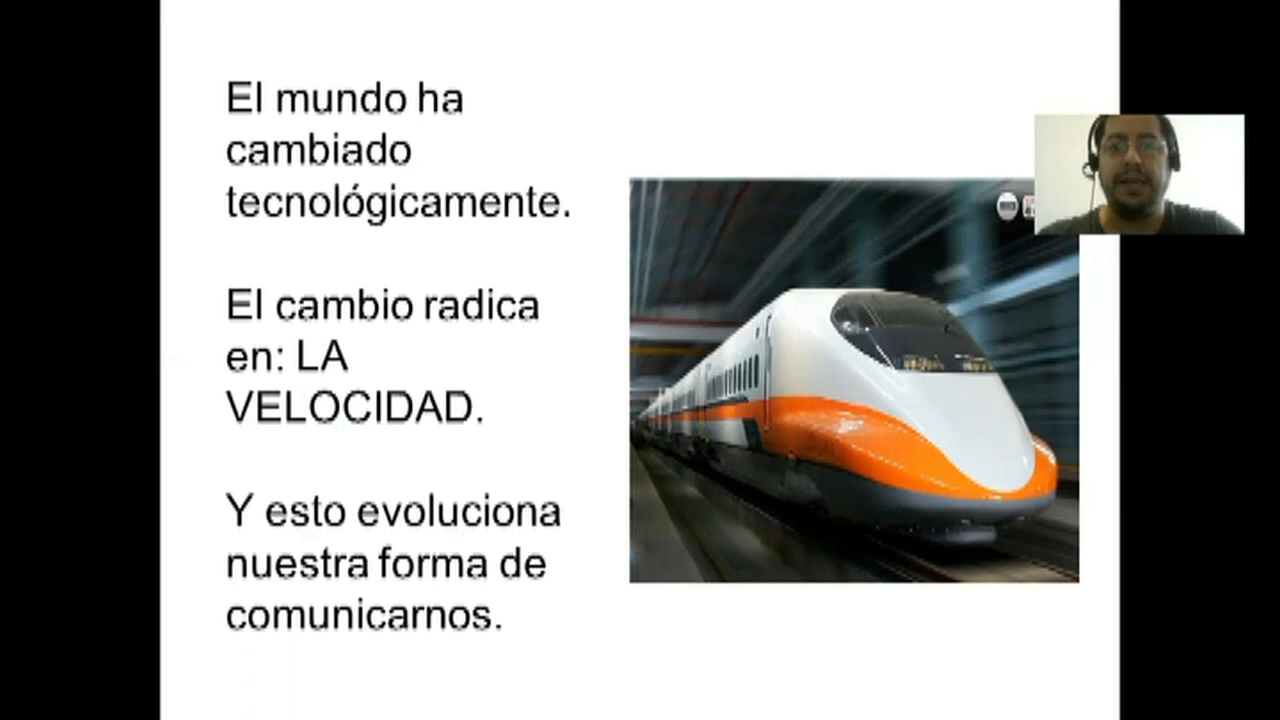 El mundo ha
cambiado
tecnológicamente.
El cambio radica
en: LA
VELOCIDAD.
Y esto evoluciona
nuestra forma de
comunicarnos.